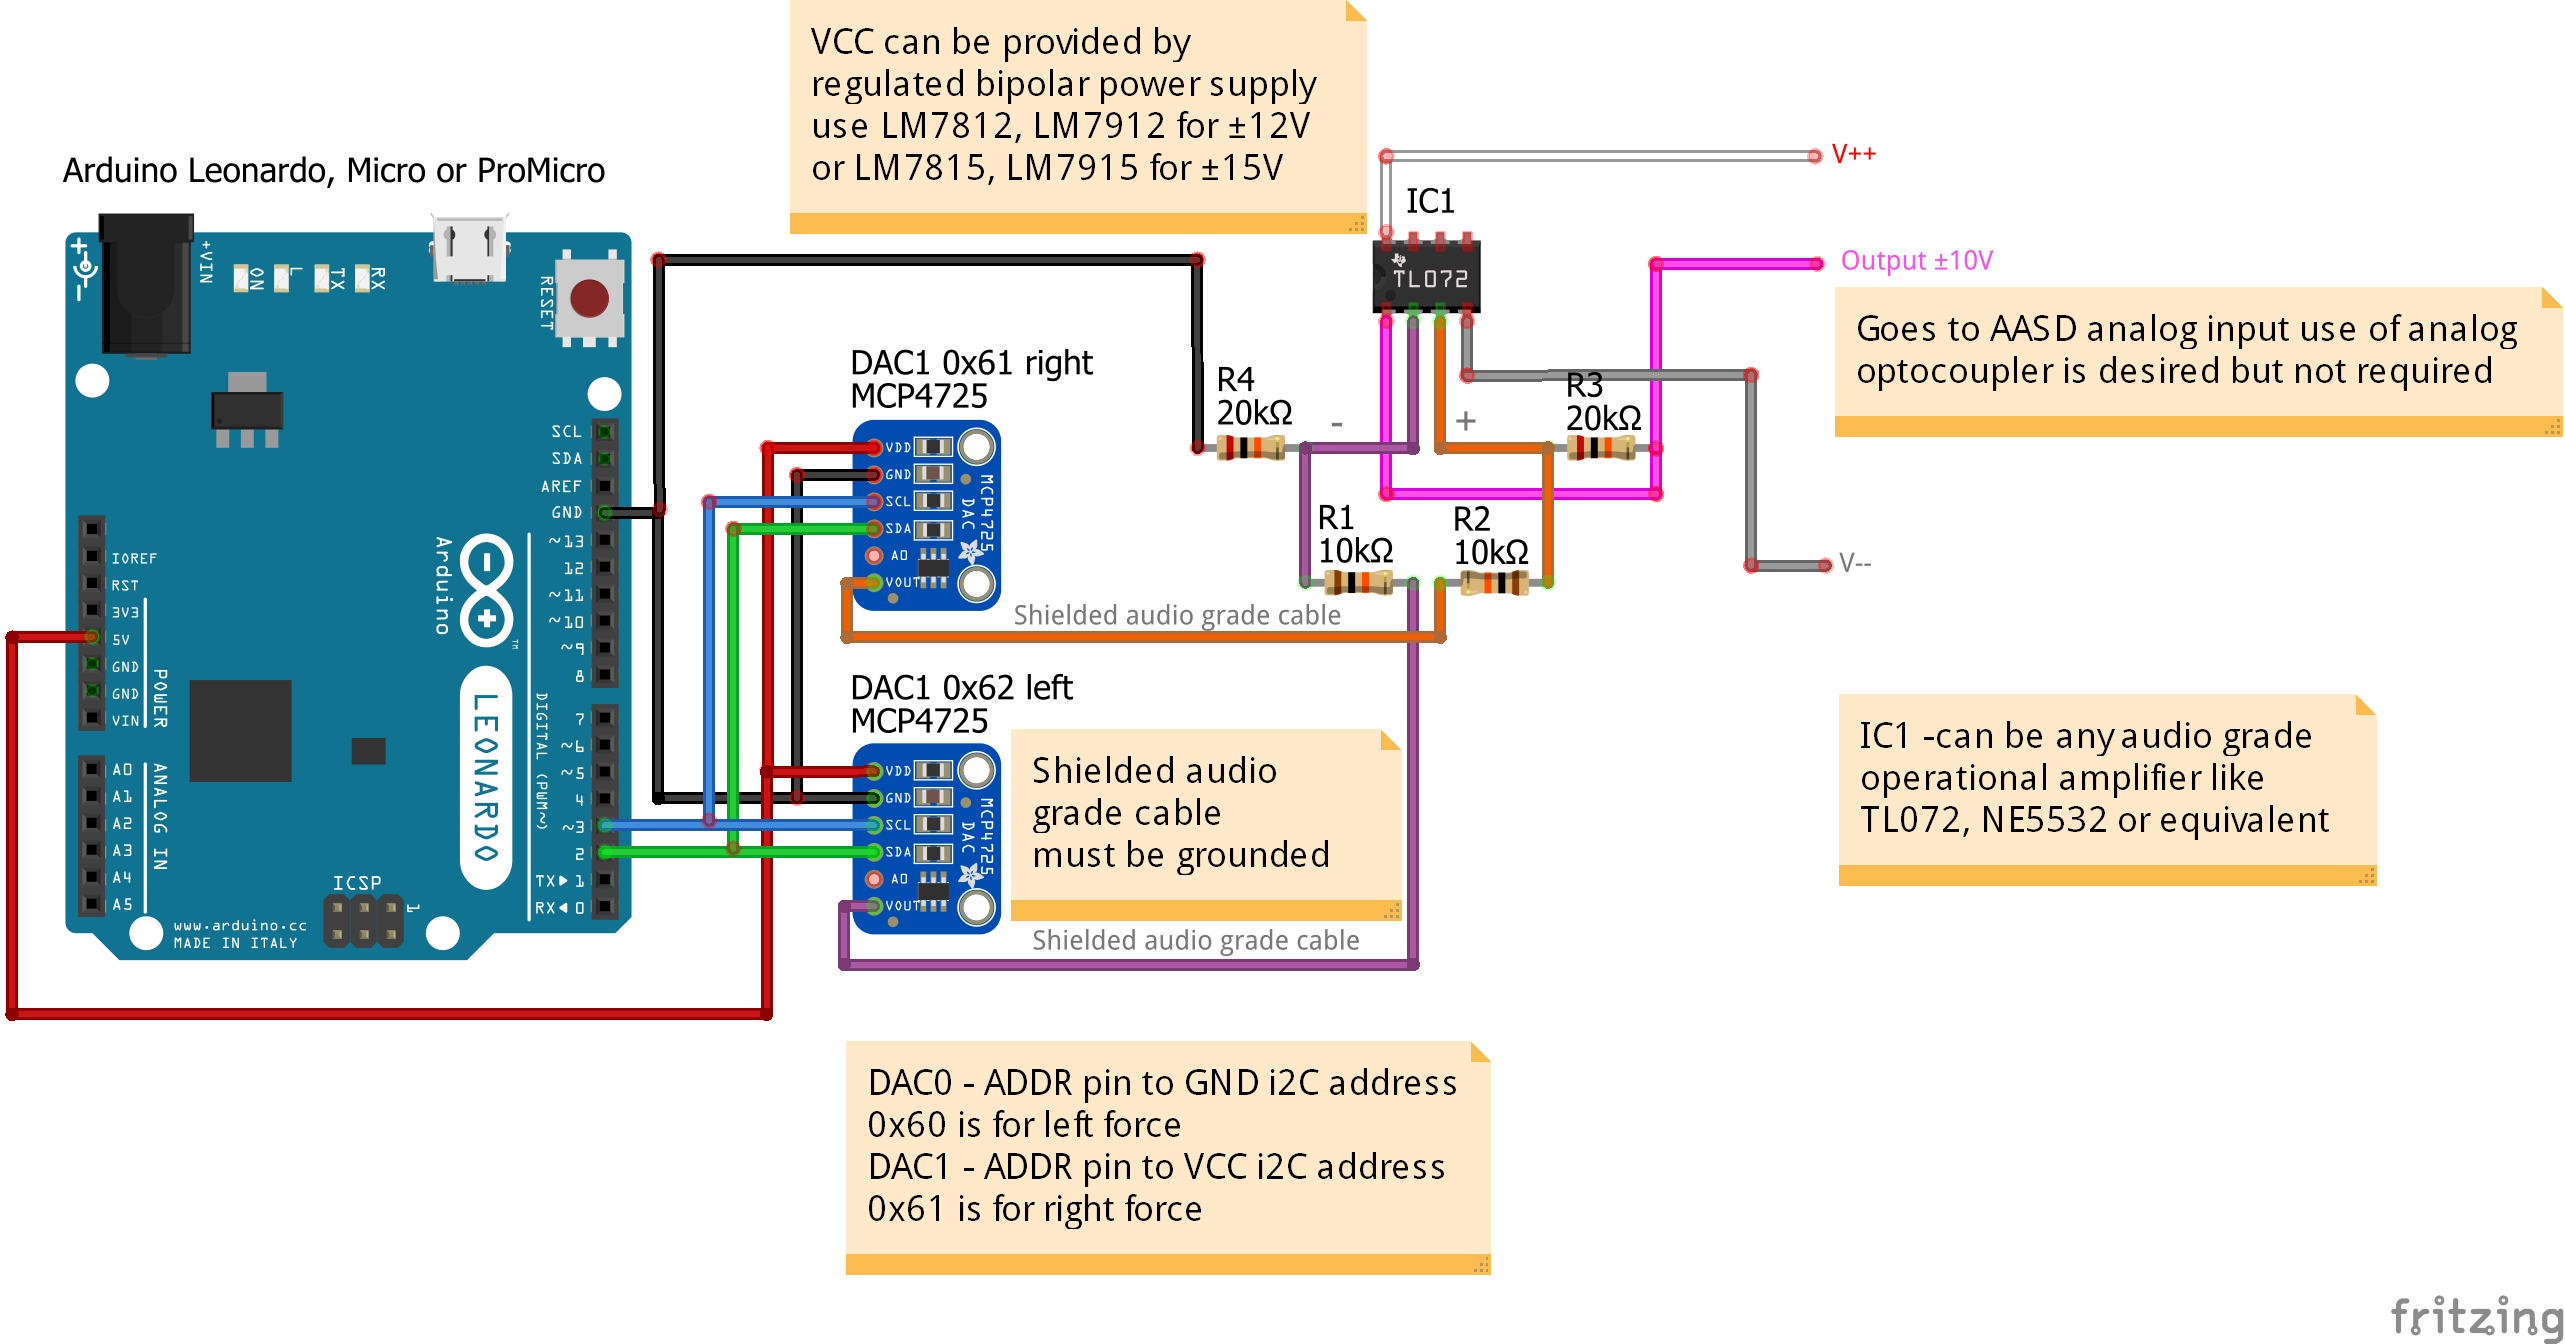 VCC can be provided by
regulated bipolar power supply
use LM7812, LM7912 for ±12V
or LM7815, LM7915 for ±15V
Arduino Leonardo, Micro or ProMicro
V++
IC1
TL072
Output ±10V
Goes to AASD analog input use of analog
optocoupler is desired but not required
+VIN
ON
L
TX
RX
RESET
SCL
SDA
AREF
GND
~13
12
~11
~10
~9
8
7
~6
~5
4
~3
2
TX▶ 1
RX◀ 0
DIGITAL (PWM~)
IOREF
RST
3V3
5V
GND
GND
VIN
POWER
A0
A1
A2
A3
A4
A5
ANALOG IN
Arduino
TM
LEONARDO
ICSP
1
www.arduino.cc
MADE IN ITALY
DAC1 0x61 right
MCP4725
VDD
GND
SCL
SDA
A0
VOUT
MCP4725
DAC
R4
20kΩ
-
+
R3
20kΩ
R1
10kΩ
R2
10kΩ
V--
Shielded audio grade cable
DAC1 0x62 left
MCP4725
VDD
GND
SCL
SDA
A0
VOUT
MCP4725
DAC
Shielded audio
grade cable
must be grounded
Shielded audio grade cable
IC1 -can be any audio grade
operational amplifier like
TL072, NE5532 or equivalent
DAC0 - ADDR pin to GND i2C address
0x60 is for left force
DAC1 - ADDR pin to VCC i2C address
0x61 is for right force
fritzing